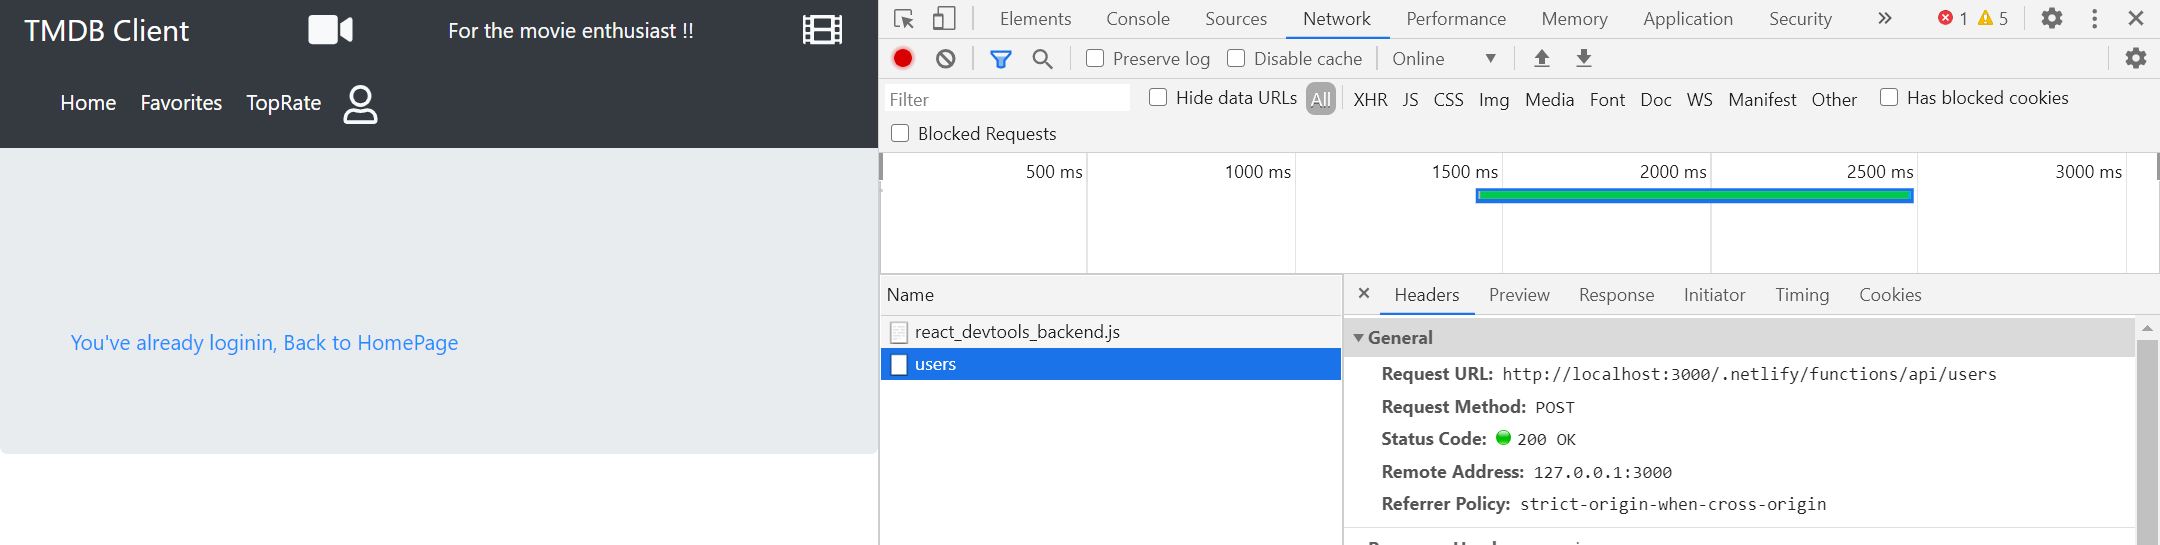 TMDB Client
For the movie enthusiast !!
Home Favorites TopRate
You've already loginin, Back to HomePage
Elements Console Sources Network Performance Memory Application Security » 1 5
Preserve log Disable cache Online
Filter Hide data URLs All XHR JS CSS Img Media Font Doc WS Manifest Other Has blocked cookies
Blocked Requests
500 ms 1000 ms 1500 ms 2000 ms 2500 ms 3000 ms
Name
react_devtools_backend.js
users
Headers Preview Response Initiator Timing Cookies
General
Request URL: http://localhost:3000/.netlify/functions/api/users
Request Method: POST
Status Code: 200 OK
Remote Address: 127.0.0.1:3000
Referrer Policy: strict-origin-when-cross-origin